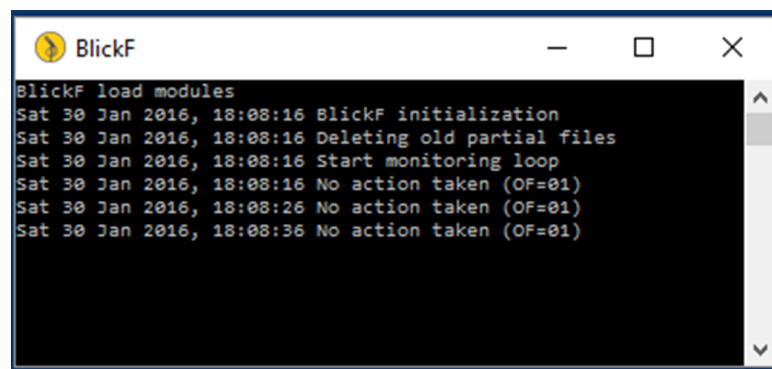 BlickF
BlickF load modules
Sat 30 Jan 2016, 18:08:16 BlickF initialization
Sat 30 Jan 2016, 18:08:16 Deleting old partial files
Sat 30 Jan 2016, 18:08:16 Start monitoring loop
Sat 30 Jan 2016, 18:08:16 No action taken (OF=01)
Sat 30 Jan 2016, 18:08:26 No action taken (OF=01)
Sat 30 Jan 2016, 18:08:36 No action taken (OF=01)